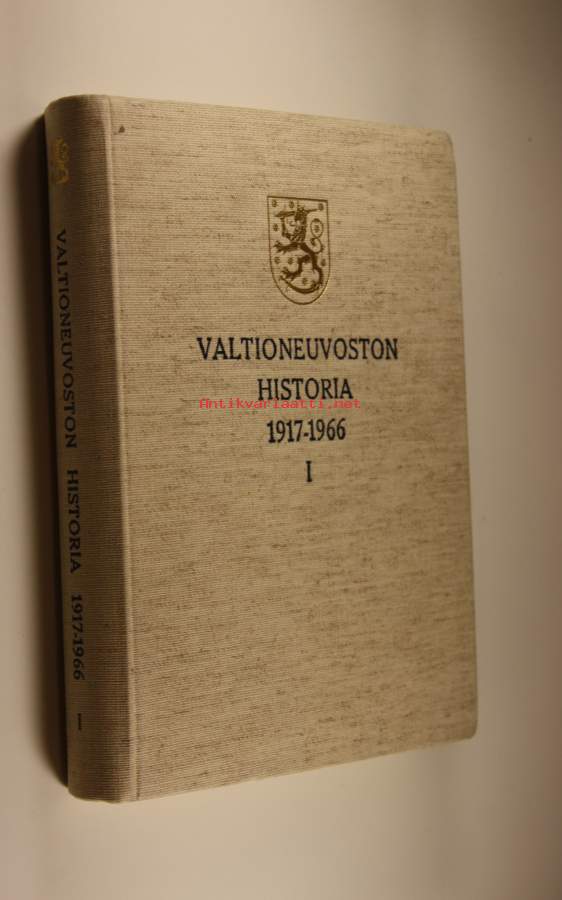 VALTIONEUVOSTON
HISTORIA
Antikvariaatti.net
1917-1966
I
VALTIONEUVOSTON HISTORIA 1917-1966 I